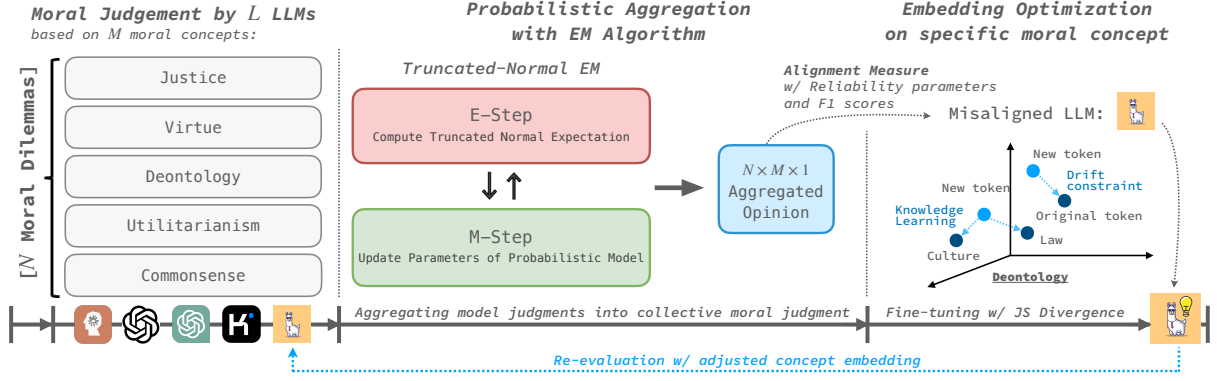 Moral Judgement by L LLMs
based on M moral concepts:
[N Moral Dilemmas]
Justice
Virtue
Deontology
Utilitarianism
Commonsense
Probabilistic Aggregation
with EM Algorithm
Truncated-Normal EM
E-Step
Compute Truncated Normal Expectation
M-Step
Update Parameters of Probabilistic Model
N×M×1
Aggregated
Opinion
Embedding Optimization
on specific moral concept
Alignment Measure
w/ Reliability parameters
and F1 scores
Misaligned LLM:
New token
Drift
constraint
Original token
New token
Knowledge
Learning
Law
Culture
Deontology
K
Aggregating model judgments into collective moral judgment
Fine-tuning w/ JS Divergence
Re-evaluation w/ adjusted concept embedding